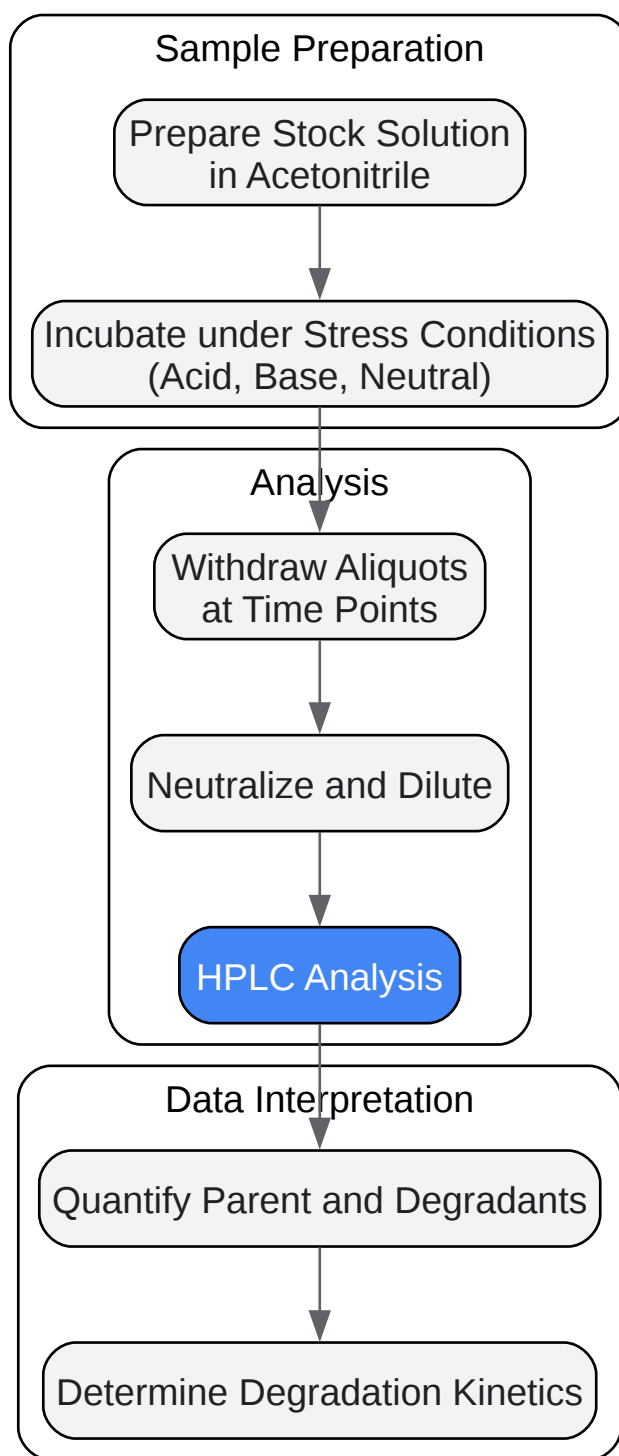 Sample Preparation
Prepare Stock Solution
in Acetonitrile
Incubate under Stress Conditions
(Acid, Base, Neutral)
Analysis
Withdraw Aliquots
at Time Points
Neutralize and Dilute
HPLC Analysis
Data Interpretation
Quantify Parent and Degradants
Determine Degradation Kinetics